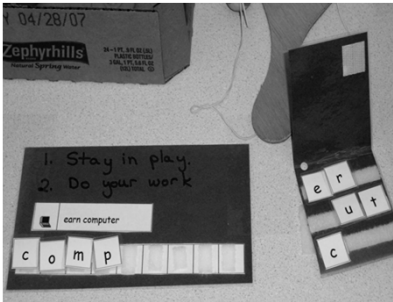 Y 04/28/07
Zephyrhills
Natural Spring Water
1. Stay in play.
2. Do your work
earn computer
c o m p
e r
u t
c